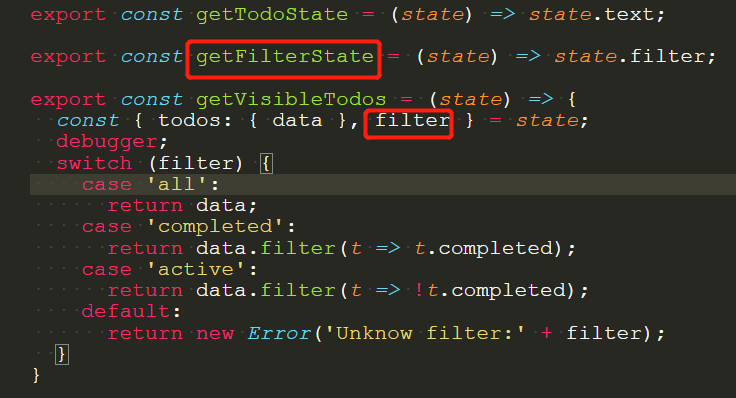 export const getTodoState = (state) => state.text;
export const getFilterState = (state) => state.filter;
export const getVisibleTodos = (state) => {
const { todos: { data }, filter } = state;
debugger;
switch (filter) {
case 'all':
return data;
case 'completed':
return data.filter(t => t.completed);
case 'active':
return data.filter(t => !t.completed);
default:
return new Error('Unknow filter:' + filter);
}
}